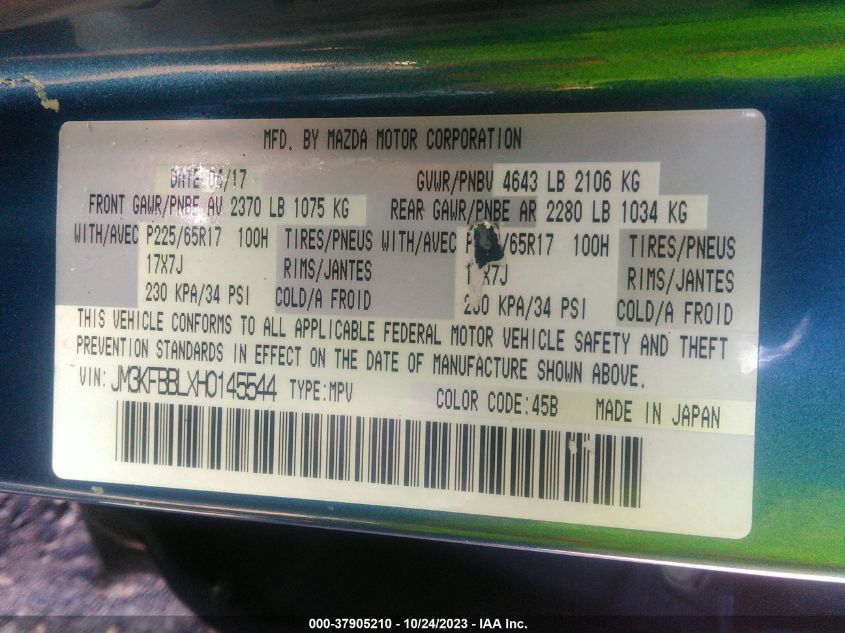 MFD. BY MAZDA MOTOR CORPORATION
DATE 04/17 GVWR/PNBV 4643 LB 2106 KG
FRONT GAWR/PNBE AV 2370 LB 1075 KG REAR GAWR/PNBE AR 2280 LB 1034 KG
WITH/AVEC P225/65R17 100H TIRES/PNEUS WITH/AVEC /65R17 100H TIRES/PNEUS
17X7J RIMS/JANTES X7J RIMS/JANTES
230 KPA/34 PSI COLD/A FROID 230 KPA/34 PSI COLD/A FROID
THIS VEHICLE CONFORMS TO ALL APPLICABLE FEDERAL MOTOR VEHICLE SAFETY AND THEFT
PREVENTION STANDARDS IN EFFECT ON THE DATE OF MANUFACTURE SHOWN ABOVE.
VIN: JM3KFBBLXH0145544 TYPE:MPV COLOR CODE:45B MADE IN JAPAN
000-37905210 - 10/24/2023 - IAA Inc.